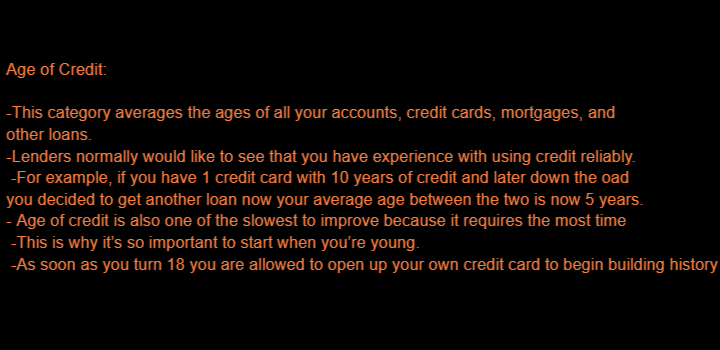 Age of Credit:
-This category averages the ages of all your accounts, credit cards, mortgages, and
other loans.
-Lenders normally would like to see that you have experience with using credit reliably.
-For example, if you have 1 credit card with 10 years of credit and later down the oad
you decided to get another loan now your average age between the two is now 5 years.
- Age of credit is also one of the slowest to improve because it requires the most time
-This is why it's so important to start when you're young.
-As soon as you turn 18 you are allowed to open up your own credit card to begin building history